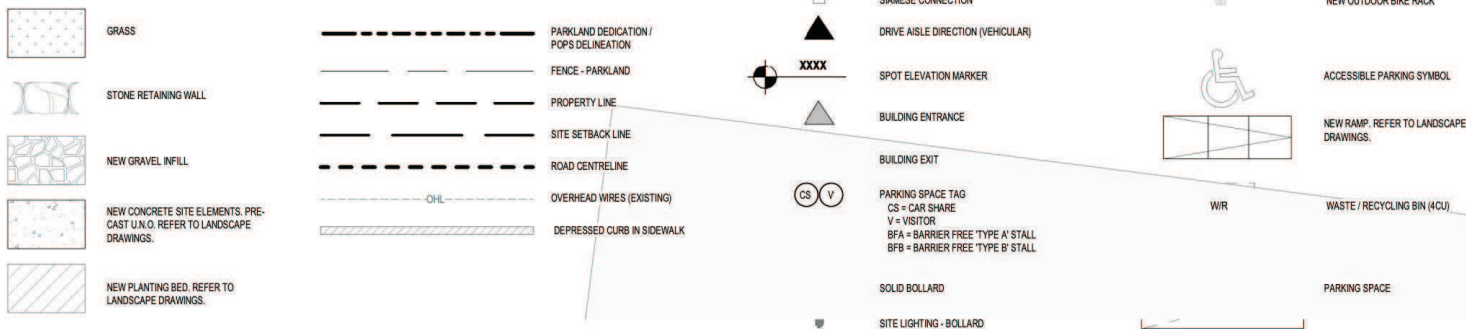 GRASS
STONE RETAINING WALL
NEW GRAVEL INFILL
NEW CONCRETE SITE ELEMENTS. PRE-
CAST U.N.O. REFER TO LANDSCAPE
DRAWINGS.
NEW PLANTING BED. REFER TO
LANDSCAPE DRAWINGS.
PARKLAND DEDICATION /
POPS DELINEATION
FENCE - PARKLAND
PROPERTY LINE
SITE SETBACK LINE
ROAD CENTRELINE
OHL
OVERHEAD WIRES (EXISTING)
DEPRESSED CURB IN SIDEWALK
SIAMESE CONNECTION
DRIVE AISLE DIRECTION (VEHICULAR)
XXXX
SPOT ELEVATION MARKER
BUILDING ENTRANCE
BUILDING EXIT
CS V
PARKING SPACE TAG
CS = CAR SHARE
V = VISITOR
BFA = BARRIER FREE 'TYPE A' STALL
BFB = BARRIER FREE 'TYPE B' STALL
SOLID BOLLARD
SITE LIGHTING - BOLLARD
NEW OUTDOOR BIKE RACK
ACCESSIBLE PARKING SYMBOL
NEW RAMP. REFER TO LANDSCAPE
DRAWINGS.
W/R
WASTE / RECYCLING BIN (4CU)
PARKING SPACE